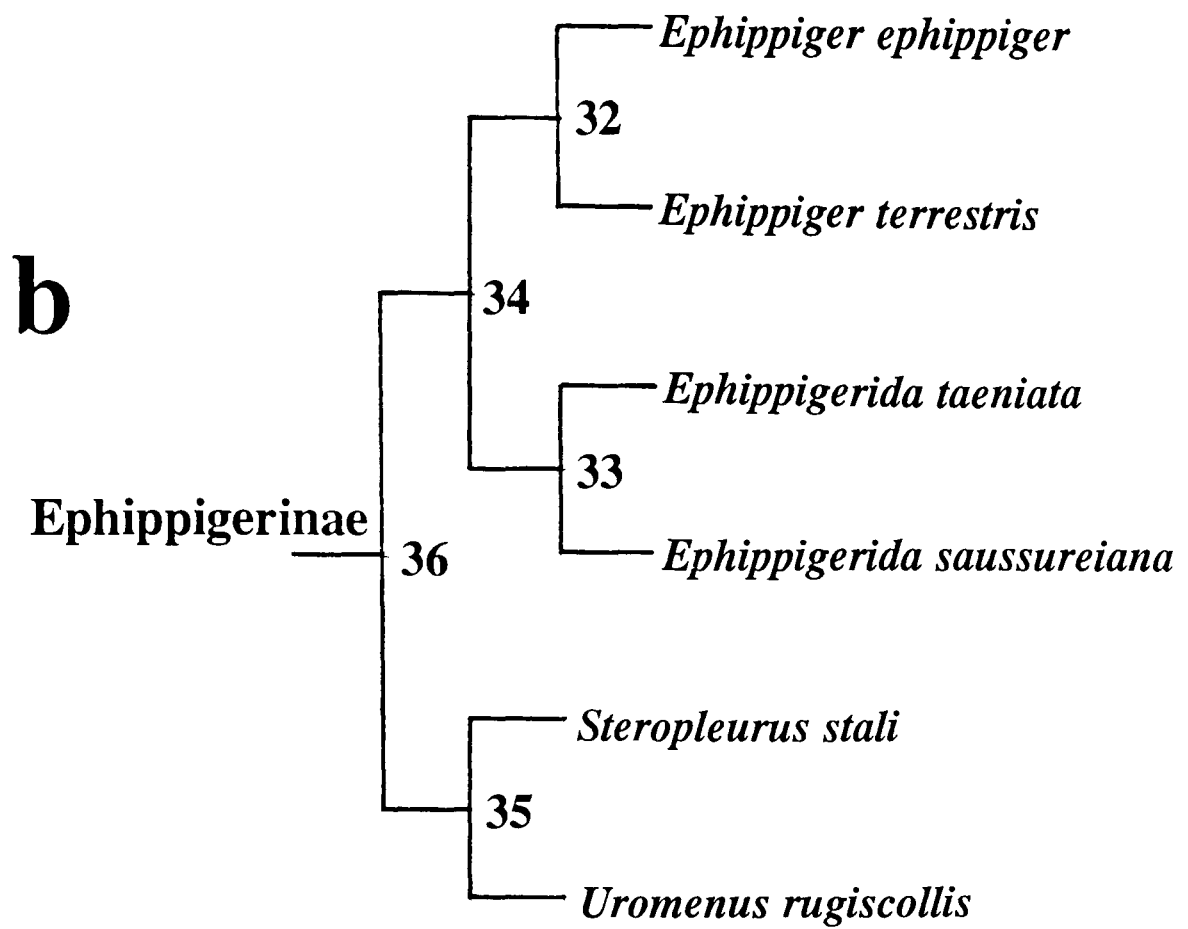 Ephippiger ephippiger
32
Ephippiger terrestris
b
34
Ephippigerida taeniata
33
Ephippigerinae
36
Ephippigerida saussureiana
Steropleurus stali
35
Uromenus rugiscollis